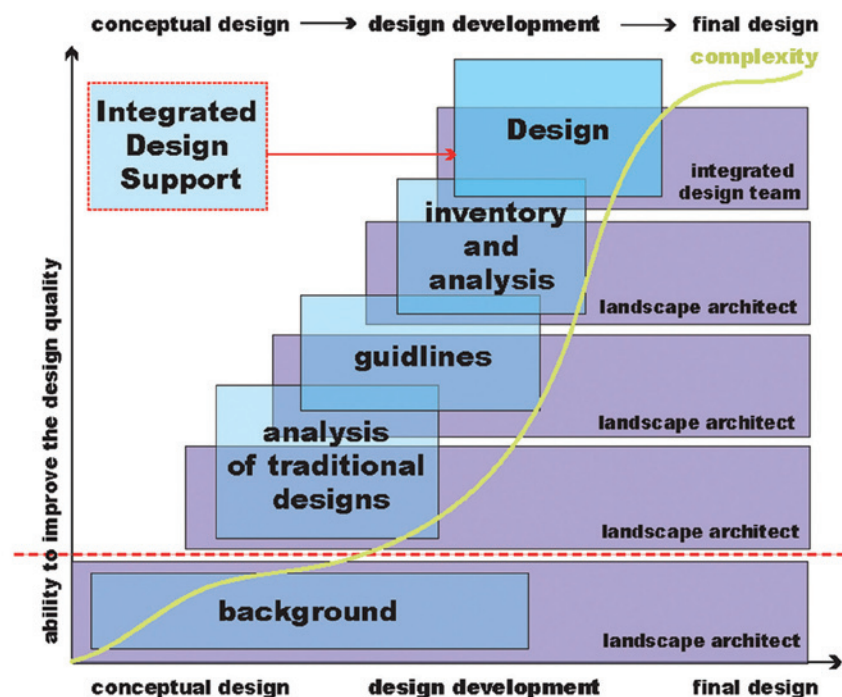 conceptual design → design development → final design
complexity
Integrated
Design
Support
Design
integrated
design team
inventory
and
analysis
landscape architect
guidlines
landscape architect
analysis
of traditional
designs
landscape architect
background
landscape architect
ability to improve the design quality
conceptual design design development final design